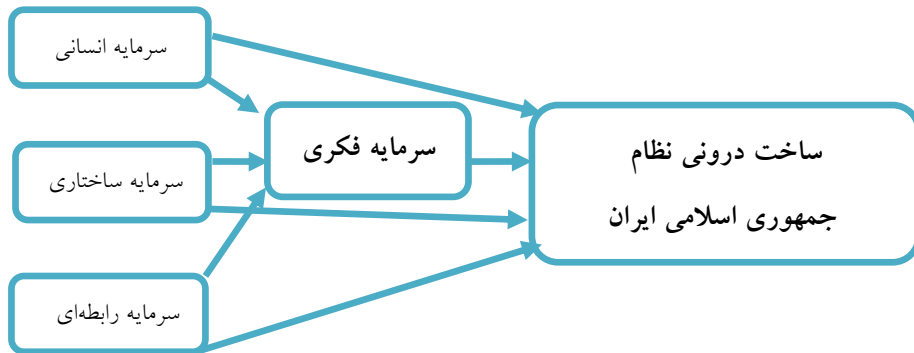 سرمایه انسانی
سرمایه فکری
ساخت درونی نظام
جمهوری اسلامی ایران
سرمایه ساختاری
سرمایه رابطه‌ای